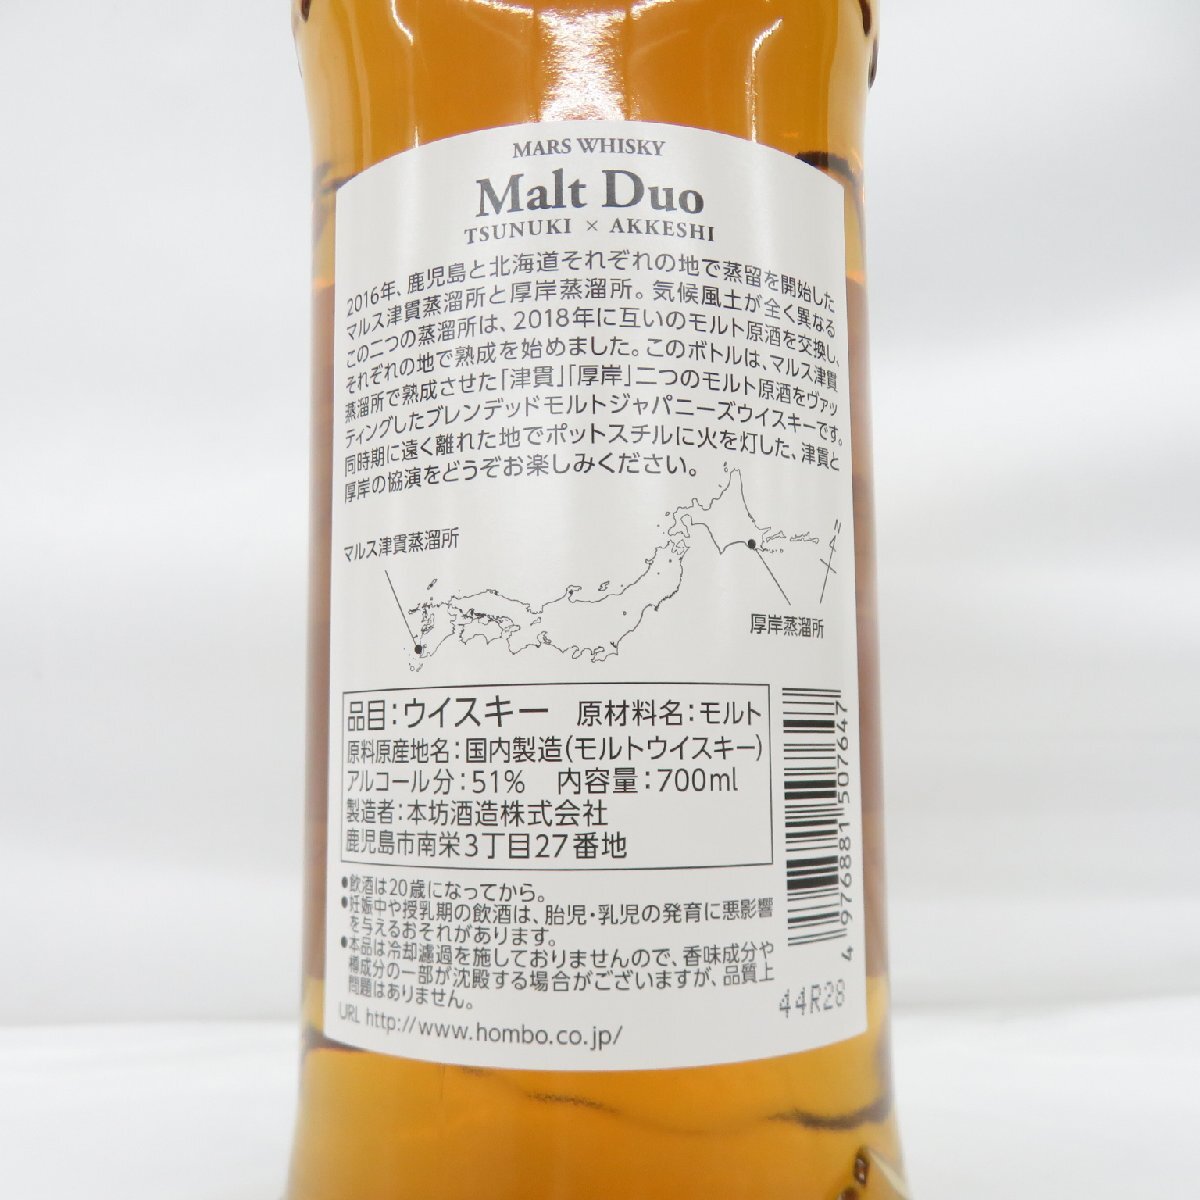 MARS WHISKY
Malt Duo
TSUNUKI × AKKESHI
2016年、鹿児島と北海道それぞれの地で蒸留を開始した
マルス津貫蒸溜所と厚岸蒸溜所。気候風土が全く異なる
この二つの蒸溜所は、2018年に互いのモルト原酒を交換し、
それぞれの地で熟成を始めました。このボトルは、マルス津貫
蒸溜所で熟成させた「津貫」「厚岸」二つのモルト原酒をヴァッ
ティングしたブレンデッドモルトジャパニーズウイスキーです。
同時期に遠く離れた地でポットスチルに火を灯した、津貫と
厚岸の協演をどうぞお楽しみください。
マルス津貫蒸溜所
厚岸蒸溜所
品目：ウイスキー 原材料名：モルト
原料原産地名：国内製造（モルトウイスキー）
アルコール分：51% 内容量：700ml
製造者：本坊酒造株式会社
鹿児島市南栄3丁目27番地
●飲酒は20歳になってから。
●妊娠中や授乳期の飲酒は、胎児・乳児の発育に悪影響
を与えるおそれがあります。
●本品は冷却濾過を施しておりませんので、香味成分や
樽成分の一部が沈殿する場合がございますが、品質上
問題はありません。
URL http://www.hombo.co.jp/
4 976881 507647
44R28